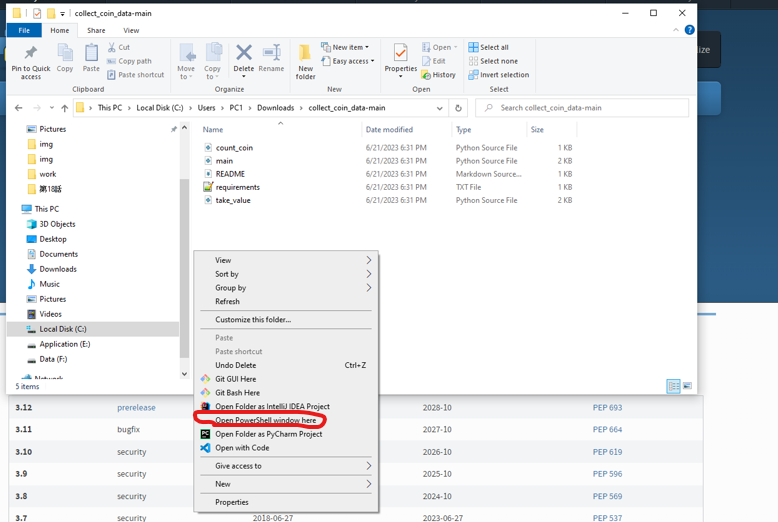 collect_coin_data-main
File
Home
Share
View
Pin to Quick access
Copy
Paste
Cut
Copy path
Paste shortcut
Clipboard
Move to
Copy to
Delete
Rename
Organize
New folder
New item
Easy access
New
Properties
Open
Edit
History
Open
Select all
Select none
Invert selection
Select
ize
This PC > Local Disk (C:) > Users > PC1 > Downloads > collect_coin_data-main
Search collect_coin_data-main
Pictures
img
img
work
第18話
This PC
3D Objects
Desktop
Documents
Downloads
Music
Pictures
Videos
Local Disk (C:)
Application (E:)
Data (F:)
Network
5 items
Name Date modified Type Size
count_coin 6/21/2023 6:31 PM Python Source File 1 KB
main 6/21/2023 6:31 PM Python Source File 2 KB
README 6/21/2023 6:31 PM Markdown Source... 1 KB
requirements 6/21/2023 6:31 PM TXT File 1 KB
take_value 6/21/2023 6:31 PM Python Source File 2 KB
View
Sort by
Group by
Refresh
Customize this folder...
Paste
Paste shortcut
Undo Delete Ctrl+Z
Git GUI Here
Git Bash Here
Open Folder as IntelliJ IDEA Project
Open PowerShell window here
Open Folder as PyCharm Project
Open with Code
Give access to
New
Properties
3.12 prerelease 2028-10 PEP 693
3.11 bugfix 2027-10 PEP 664
3.10 security 2026-10 PEP 619
3.9 security 2025-10 PEP 596
3.8 security 2024-10 PEP 569
3.7 security 2018-06-27 2023-06-27 PEP 537